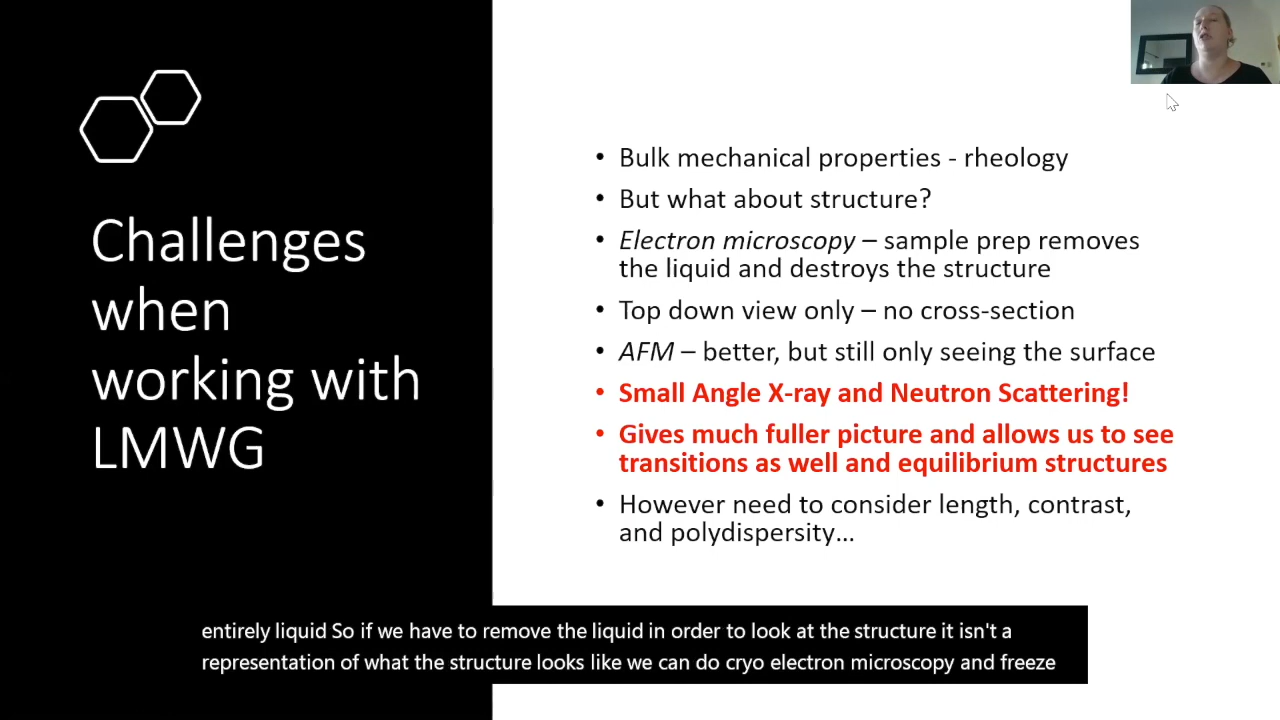 Challenges
when
working with
LMWG
• Bulk mechanical properties - rheology
• But what about structure?
• Electron microscopy – sample prep removes
the liquid and destroys the structure
• Top down view only – no cross-section
• AFM – better, but still only seeing the surface
• Small Angle X-ray and Neutron Scattering!
• Gives much fuller picture and allows us to see
transitions as well and equilibrium structures
• However need to consider length, contrast,
and polydispersity…
entirely liquid So if we have to remove the liquid in order to look at the structure it isn't a
representation of what the structure looks like we can do cryo electron microscopy and freeze